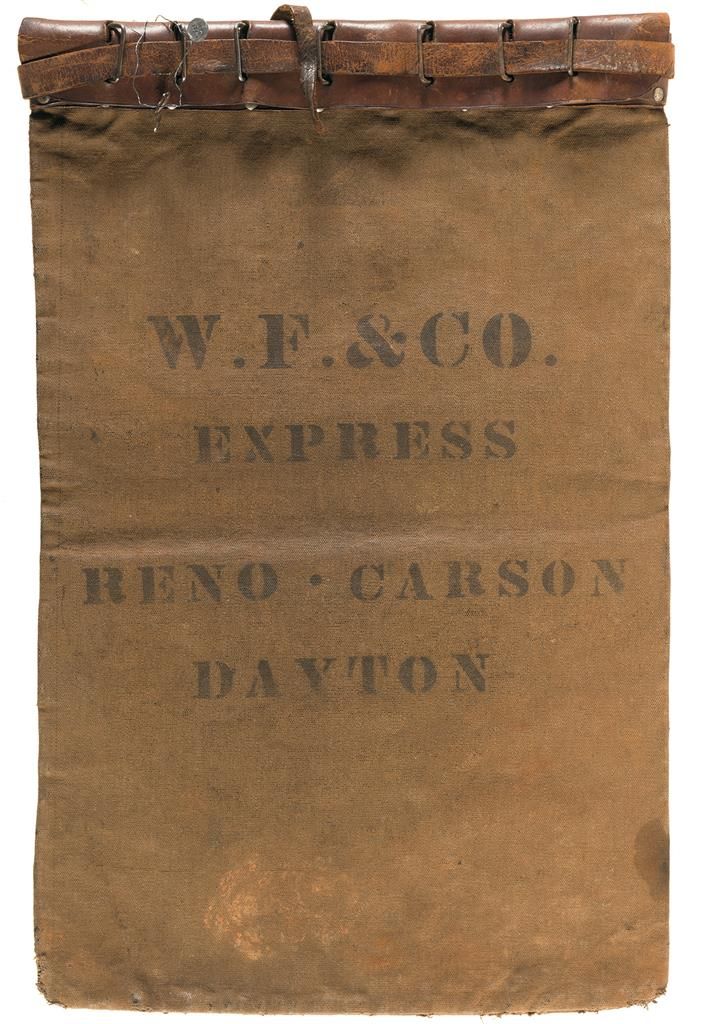 W.F.&CO.
EXPRESS
RENO · CARSON
DAYTON